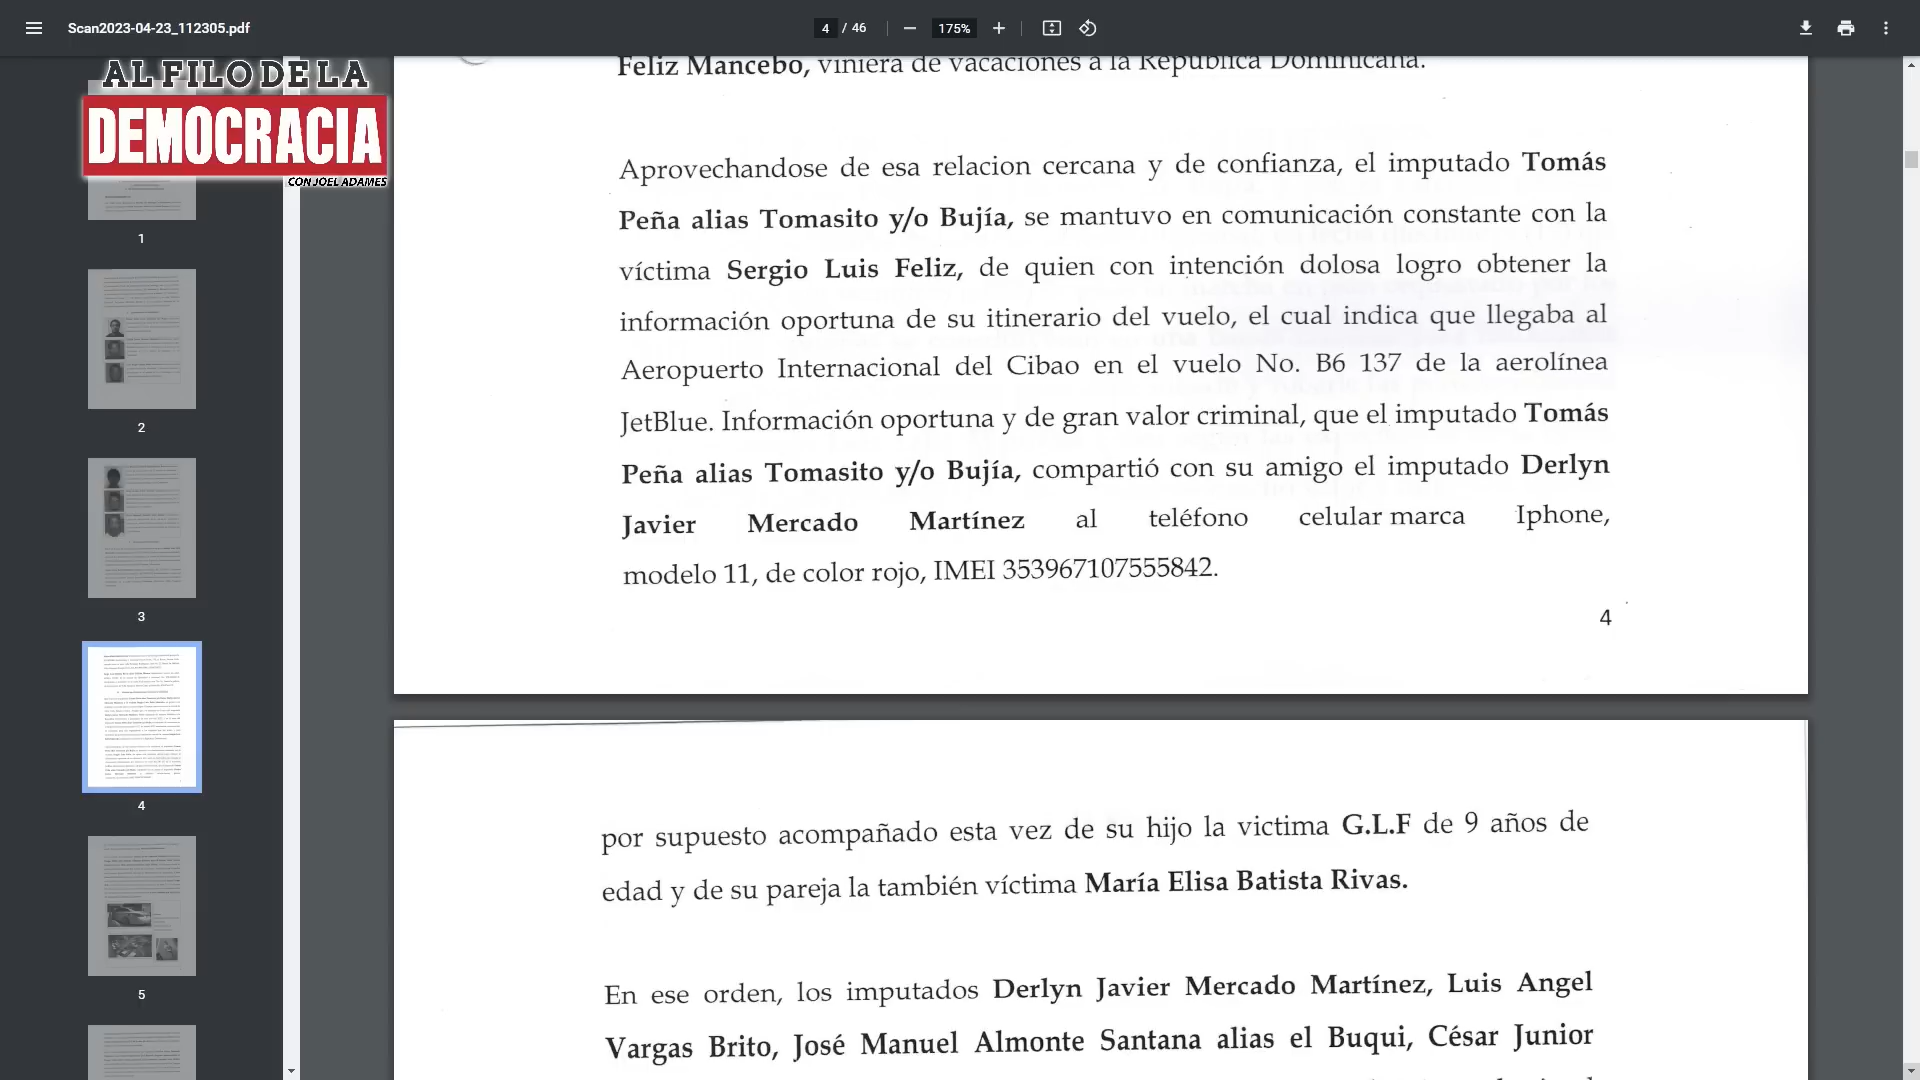 Scan2023-04-23_112305.pdf
4 / 46
175%
AL FILO DE LA
DEMOCRACIA
CON JOEL ADAMES
1
2
3
4
5
Feliz Mancebo, viniera de vacaciones a la República Dominicana.
Aprovechandose de esa relacion cercana y de confianza, el imputado Tomás
Peña alias Tomasito y/o Bujía, se mantuvo en comunicación constante con la
víctima Sergio Luis Feliz, de quien con intención dolosa logro obtener la
información oportuna de su itinerario del vuelo, el cual indica que llegaba al
Aeropuerto Internacional del Cibao en el vuelo No. B6 137 de la aerolínea
JetBlue. Información oportuna y de gran valor criminal, que el imputado Tomás
Peña alias Tomasito y/o Bujía, compartió con su amigo el imputado Derlyn
Javier Mercado Martínez al teléfono celular marca Iphone,
modelo 11, de color rojo, IMEI 353967107555842.
4
por supuesto acompañado esta vez de su hijo la victima G.L.F de 9 años de
edad y de su pareja la también víctima María Elisa Batista Rivas.
En ese orden, los imputados Derlyn Javier Mercado Martínez, Luis Angel
Vargas Brito, José Manuel Almonte Santana alias el Buqui, César Junior